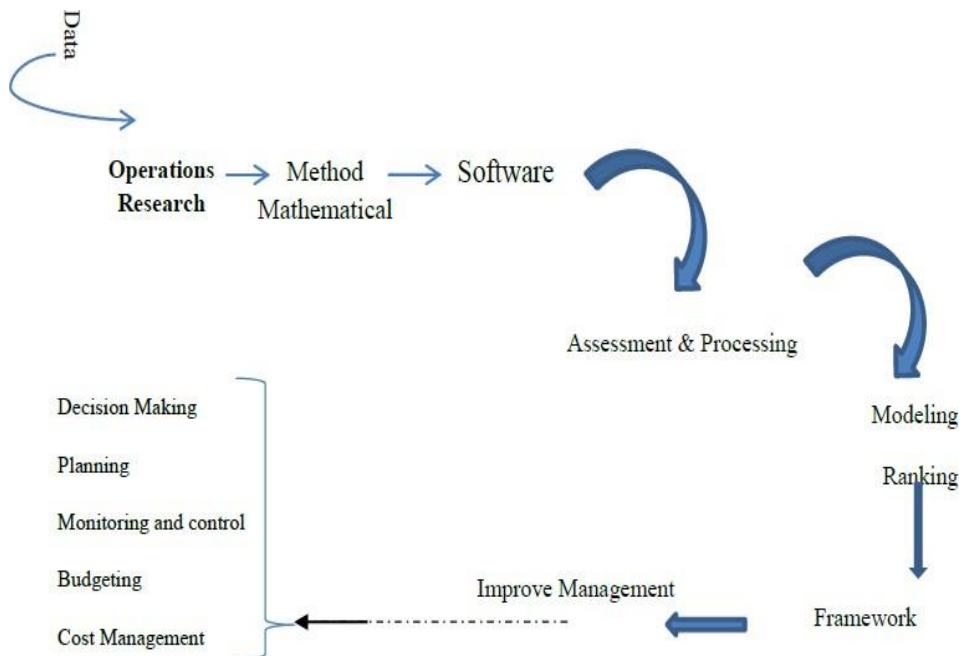 Data
Operations
Research
Method
Mathematical
Software
Assessment & Processing
Modeling
Ranking
Framework
Improve Management
Decision Making
Planning
Monitoring and control
Budgeting
Cost Management